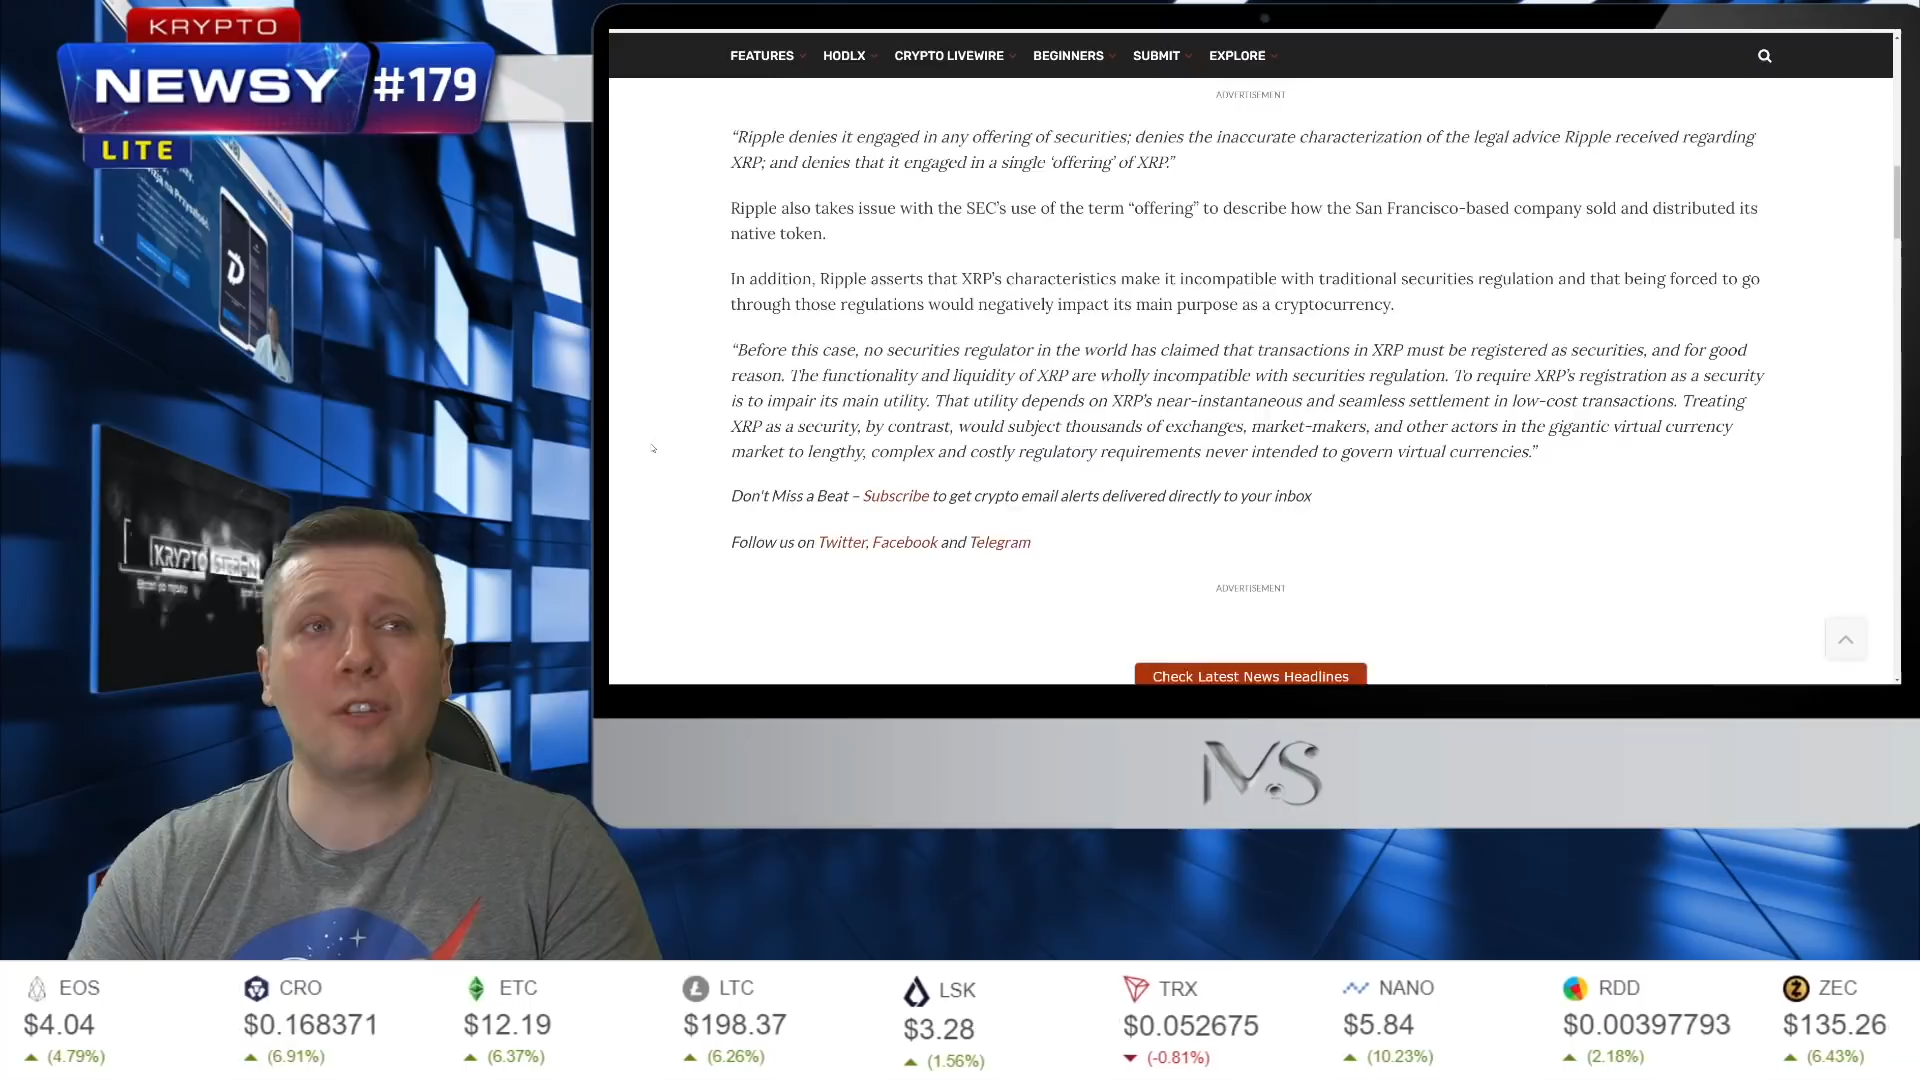 KRYPTO
NEWSY #179
LITE
FEATURES HODLX CRYPTO LIVEWIRE BEGINNERS SUBMIT EXPLORE
ADVERTISEMENT
“Ripple denies it engaged in any offering of securities; denies the inaccurate characterization of the legal advice Ripple received regarding
XRP; and denies that it engaged in a single ‘offering’ of XRP.”
Ripple also takes issue with the SEC’s use of the term “offering” to describe how the San Francisco-based company sold and distributed its
native token.
In addition, Ripple asserts that XRP’s characteristics make it incompatible with traditional securities regulation and that being forced to go
through those regulations would negatively impact its main purpose as a cryptocurrency.
“Before this case, no securities regulator in the world has claimed that transactions in XRP must be registered as securities, and for good
reason. The functionality and liquidity of XRP are wholly incompatible with securities regulation. To require XRP’s registration as a security
is to impair its main utility. That utility depends on XRP’s near-instantaneous and seamless settlement in low-cost transactions. Treating
XRP as a security, by contrast, would subject thousands of exchanges, market-makers, and other actors in the gigantic virtual currency
market to lengthy, complex and costly regulatory requirements never intended to govern virtual currencies.”
Don't Miss a Beat – Subscribe to get crypto email alerts delivered directly to your inbox
Follow us on Twitter, Facebook and Telegram
ADVERTISEMENT
Check Latest News Headlines
KRYPTO
MS
EOS CRO ETC LTC LSK TRX NANO RDD ZEC
$4.04 $0.168371 $12.19 $198.37 $3.28 $0.052675 $5.84 $0.00397793 $135.26
(4.79%) (6.91%) (6.37%) (6.26%) (1.56%) (-0.81%) (10.23%) (2.18%) (6.43%)